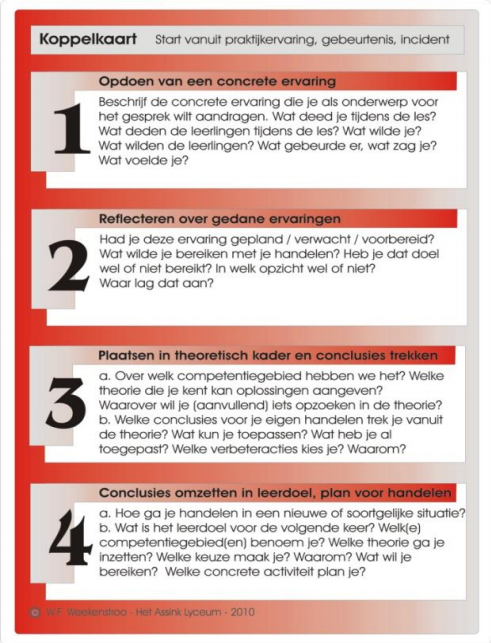 Koppelkaart Start vanuit praktijkervaring, gebeurtenis, incident
Opdoen van een concrete ervaring
1
Beschrijf de concrete ervaring die je als onderwerp voor
het gesprek wilt aandragen. Wat deed je tijdens de les?
Wat deden de leerlingen tijdens de les? Wat wilde je?
Wat wilden de leerlingen? Wat gebeurde er, wat zag je?
Wat voelde je?
Reflecteren over gedane ervaringen
2
Had je deze ervaring gepland / verwacht / voorbereid?
Wat wilde je bereiken met je handelen? Heb je dat doel
wel of niet bereikt? In welk opzicht wel of niet?
Waar lag dat aan?
Plaatsen in theoretisch kader en conclusies trekken
3
a. Over welk competentiegebied hebben we het? Welke
theorie die je kent kan oplossingen aangeven?
Waarover wil je (aanvullend) iets opzoeken in de theorie?
b. Welke conclusies voor je eigen handelen trek je vanuit
de theorie? Wat kun je toepassen? Wat heb je al
toegepast? Welke verbeteracties kies je? Waarom?
Conclusies omzetten in leerdoel, plan voor handelen
4
a. Hoe ga je handelen in een nieuwe of soortgelijke situatie?
b. Wat is het leerdoel voor de volgende keer? Welk(e)
competentiegebied(en) benoem je? Welke theorie ga je
inzetten? Welke keuze maak je? Waarom? Wat wil je
bereiken? Welke concrete activiteit plan je?
W.F. Weekenstroo - Het Assink Lyceum - 2010